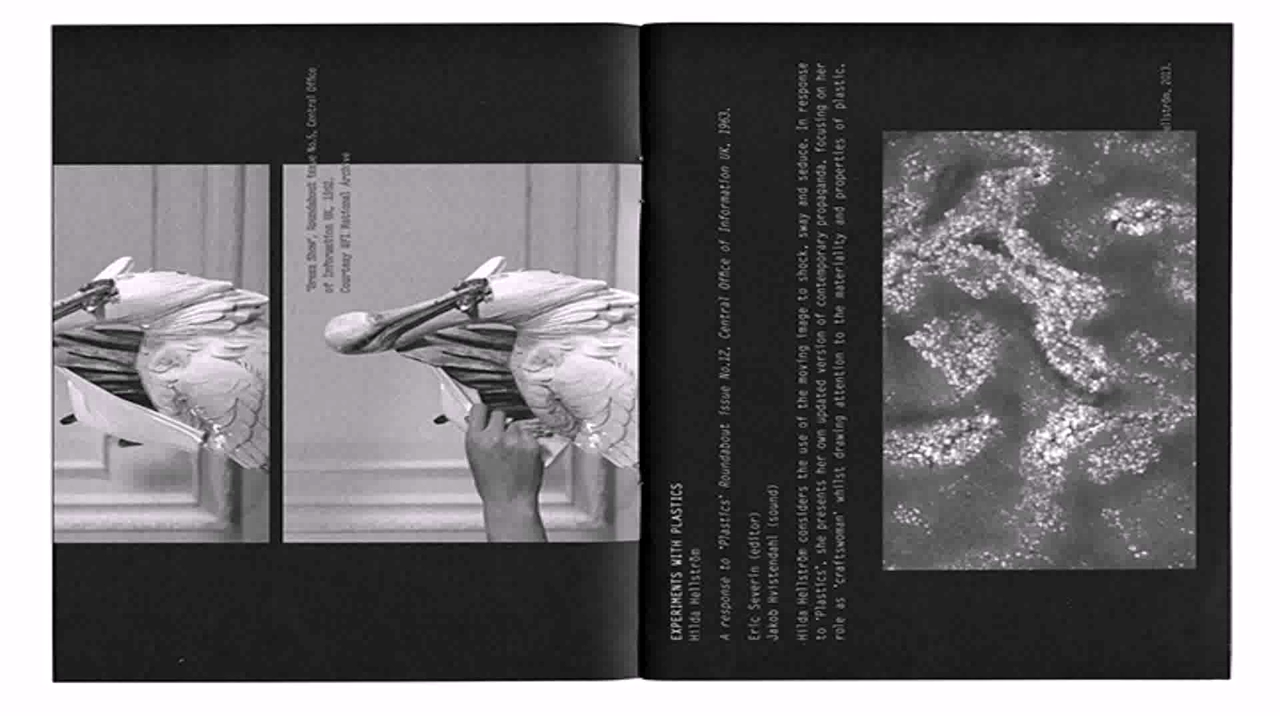 'Dress Show', Roundabout Issue No.5, Central Office
of Information UK, 1962.
Courtesy BFI National Archive
EXPERIMENTS WITH PLASTICS
Hilda Hellström
A response to 'Plastics' Roundabout Issue No.12, Central Office of Information UK, 1963.
Eric Severin (editor)
Jakob Hvistendahl (sound)
Hilda Hellström considers the use of the moving image to shock, sway and seduce. In response
to 'Plastics', she presents her own updated version of contemporary propaganda, focusing on her
role as 'craftswoman' whilst drawing attention to the materiality and properties of plastic.
ellström, 2013.